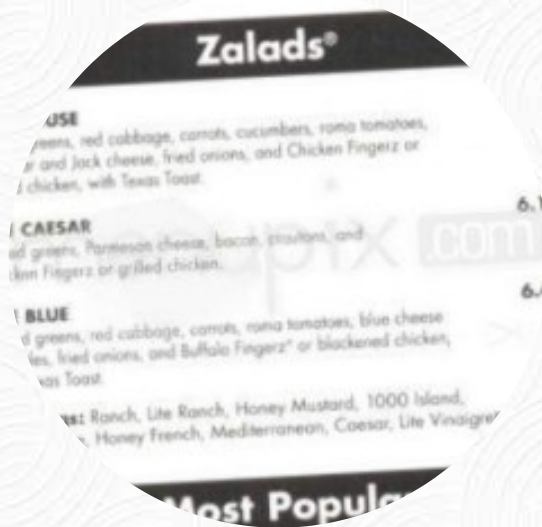 Zalads®
USE
greens, red cabbage, carrots, cucumbers, roma tomatoes,
and Jack cheese, fried onions, and Chicken Fingerz or
chicken, with Texas Toast.
CAESAR
greens, Parmesan cheese, bacon, croutons, and
Fingerz or grilled chicken.
6.
BLUE
greens, red cabbage, carrots, roma tomatoes, blue cheese
fried onions, and Buffalo Fingerz® or blackened chicken,
Toast.
6.
Ranch, Lite Ranch, Honey Mustard, 1000 Island,
Honey French, Mediterranean, Caesar, Lite Vinaigre
Most Popula
.com